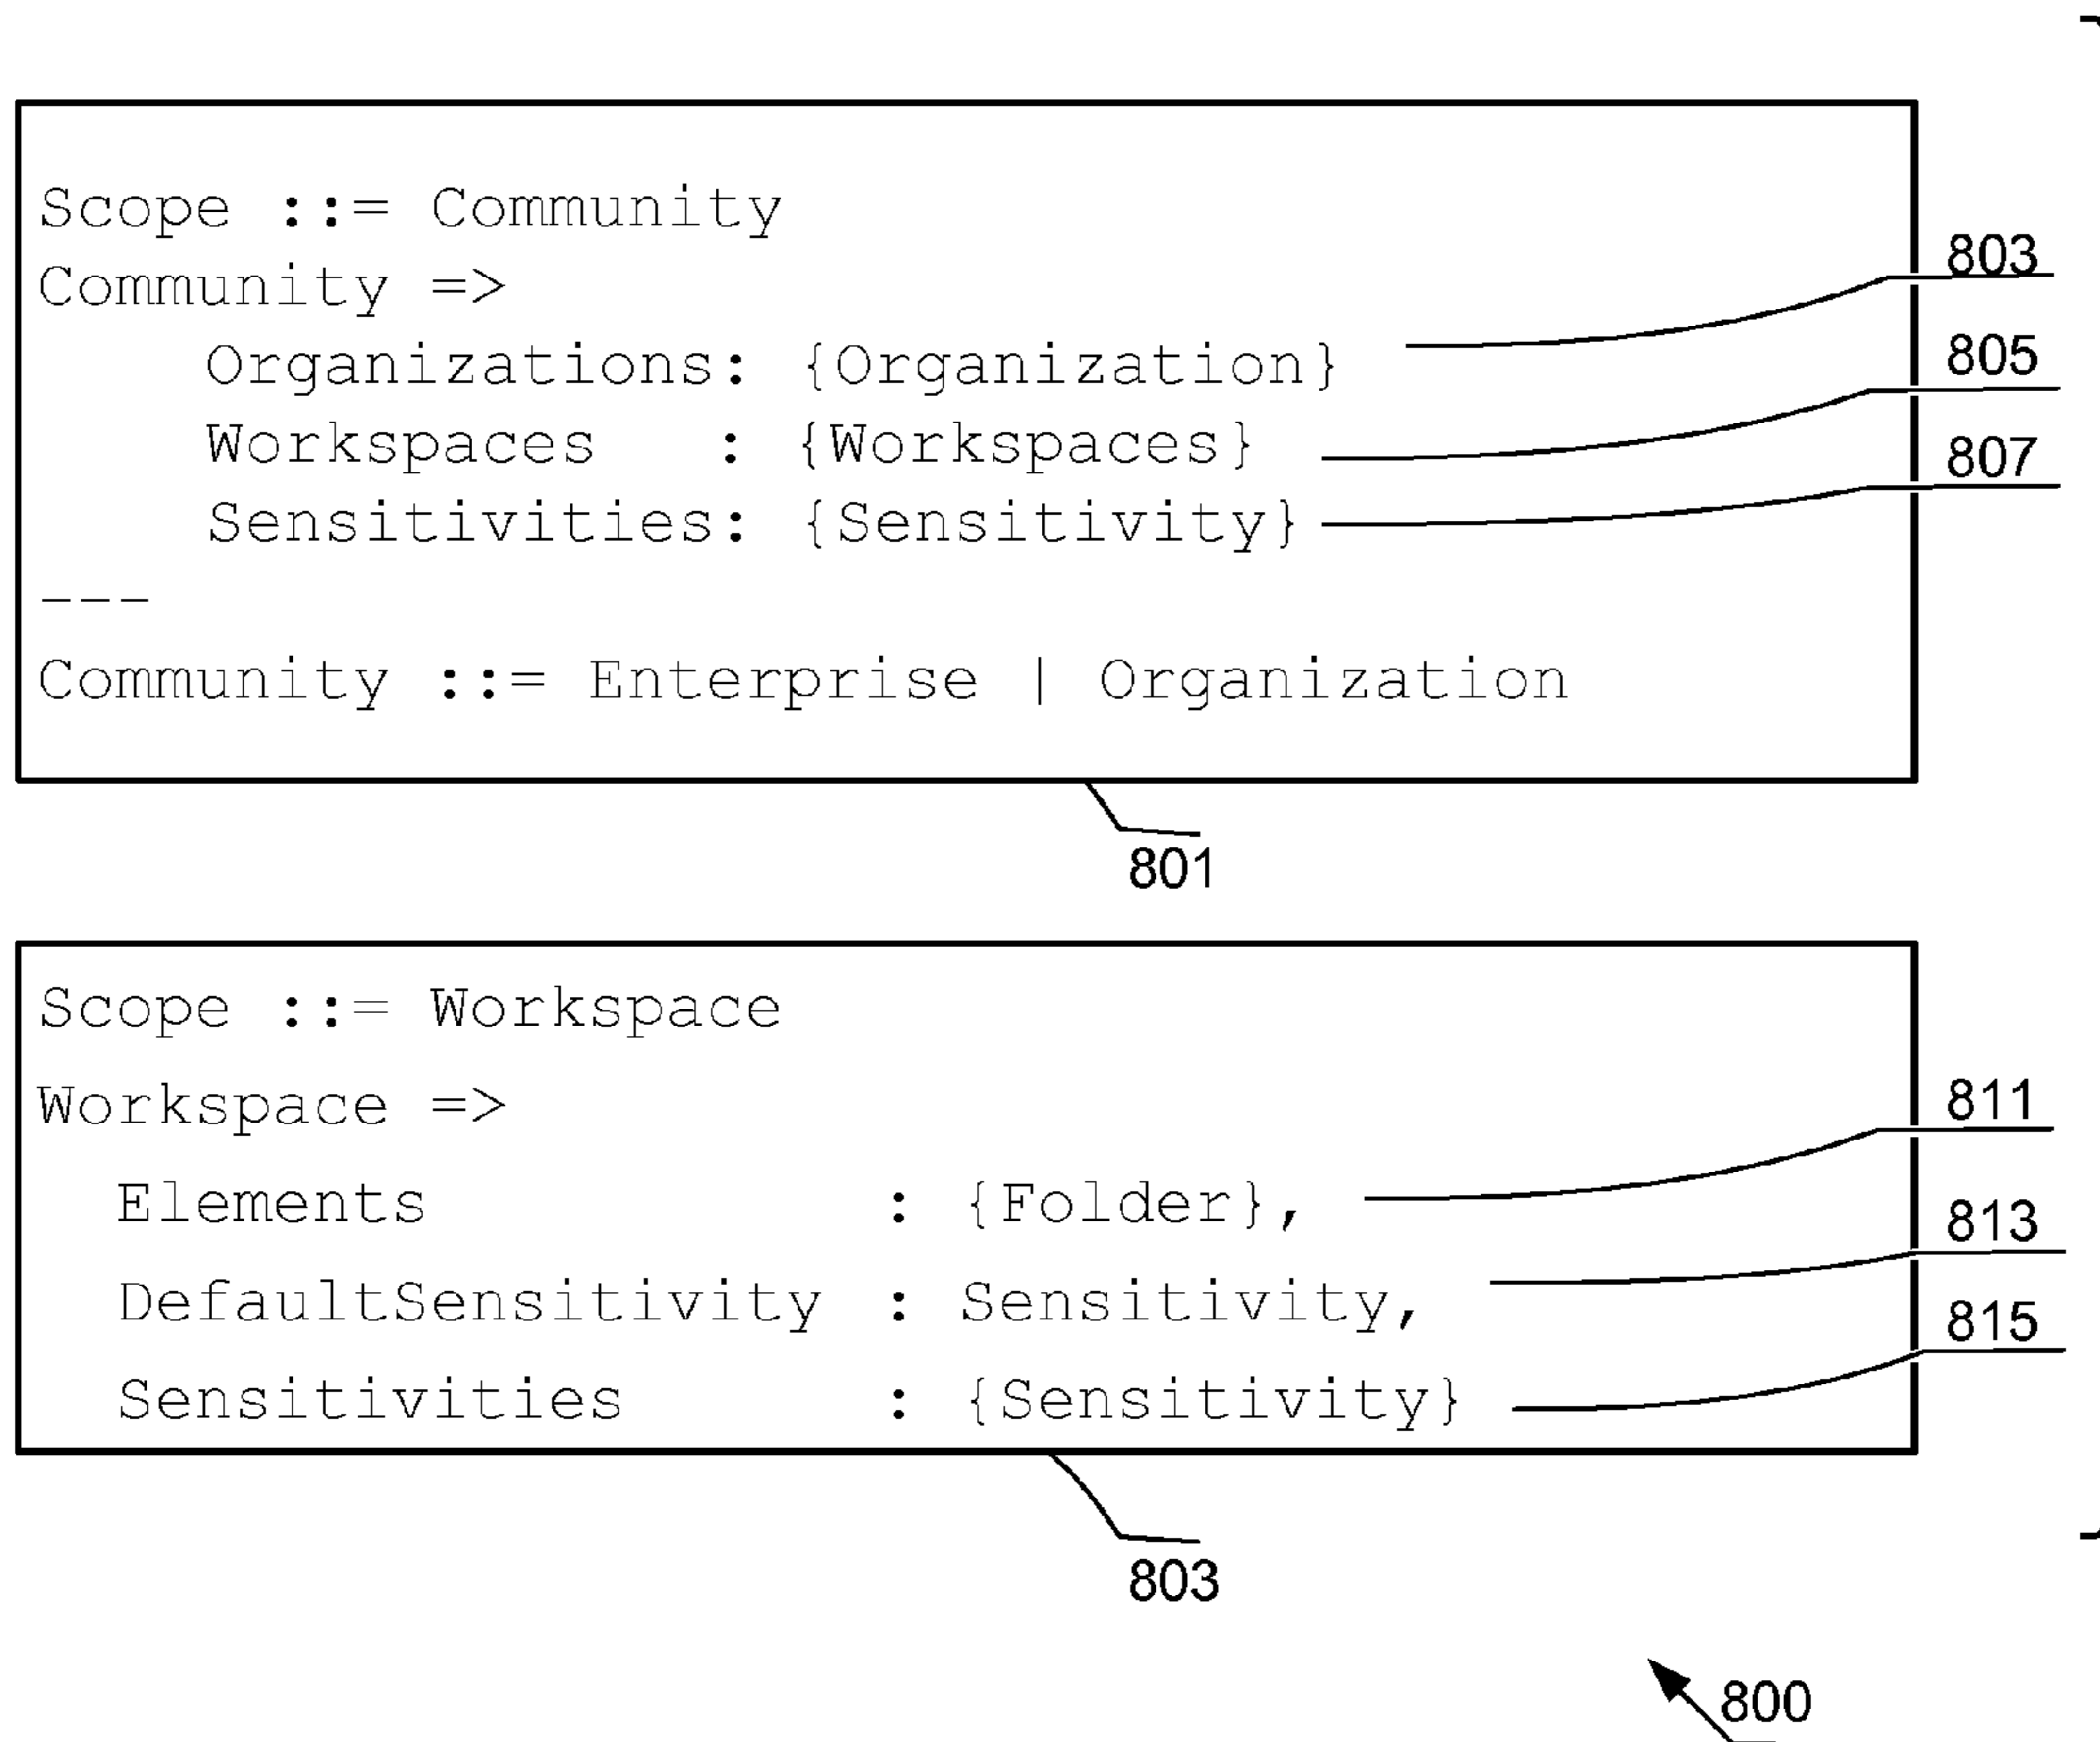 Scope ::= Community
803
Community =>
Organizations: {Organization}
805
Workspaces : {Workspaces}
807
Sensitivities: {Sensitivity}
---
Community ::= Enterprise | Organization
801
Scope ::= Workspace
Workspace =>
811
Elements : {Folder},
813
DefaultSensitivity : Sensitivity,
815
Sensitivities : {Sensitivity}
803
800